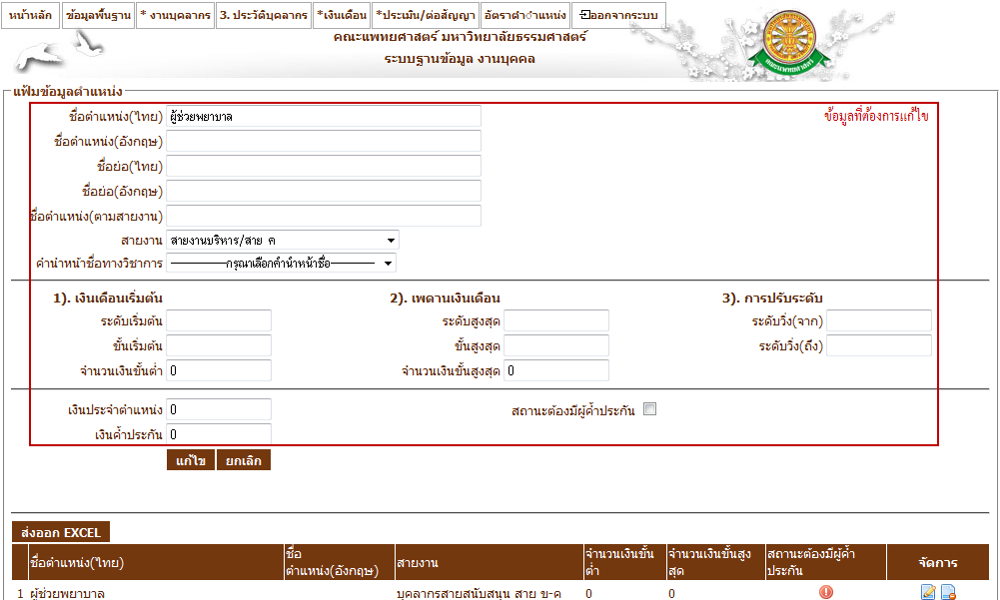 หน้าหลัก ข้อมูลพื้นฐาน * งานบุคลากร 3. ประวัติบุคลากร *เงินเดือน *ประเมิน/ต่อสัญญา อัตราตำแหน่ง ออกจากระบบ
คณะแพทยศาสตร์ มหาวิทยาลัยธรรมศาสตร์
ระบบฐานข้อมูล งานบุคคล
แฟ้มข้อมูลตำแหน่ง
ชื่อตำแหน่ง(ไทย) ผู้ช่วยพยาบาล ข้อมูลที่ต้องการแก้ไข
ชื่อตำแหน่ง(อังกฤษ)
ชื่อย่อ(ไทย)
ชื่อย่อ(อังกฤษ)
ชื่อตำแหน่ง(ตามสายงาน)
สายงาน สายงานบริหาร/สาย ค
คำนำหน้าชื่อทางวิชาการ ----------กรุณาเลือกคำนำหน้าชื่อ----------
1). เงินเดือนเริ่มต้น 2). เพดานเงินเดือน 3). การปรับระดับ
ระดับเริ่มต้น ระดับสูงสุด ระดับวิ่ง(จาก)
ขั้นเริ่มต้น ขั้นสูงสุด ระดับวิ่ง(ถึง)
จำนวนเงินขั้นต่ำ 0 จำนวนเงินขั้นสูงสุด 0
เงินประจำตำแหน่ง 0 สถานะต้องมีผู้ค้ำประกัน
เงินค้ำประกัน 0
แก้ไข ยกเลิก
ส่งออก EXCEL
ชื่อตำแหน่ง(ไทย) ชื่อ ตำแหน่ง(อังกฤษ) สายงาน จำนวนเงินขั้น ต่ำ จำนวนเงินขั้นสูง สุด สถานะต้องมีผู้ค้ำ ประกัน จัดการ
1 ผู้ช่วยพยาบาล บุคลากรสายสนับสนุน สาย ข-ค 0 0